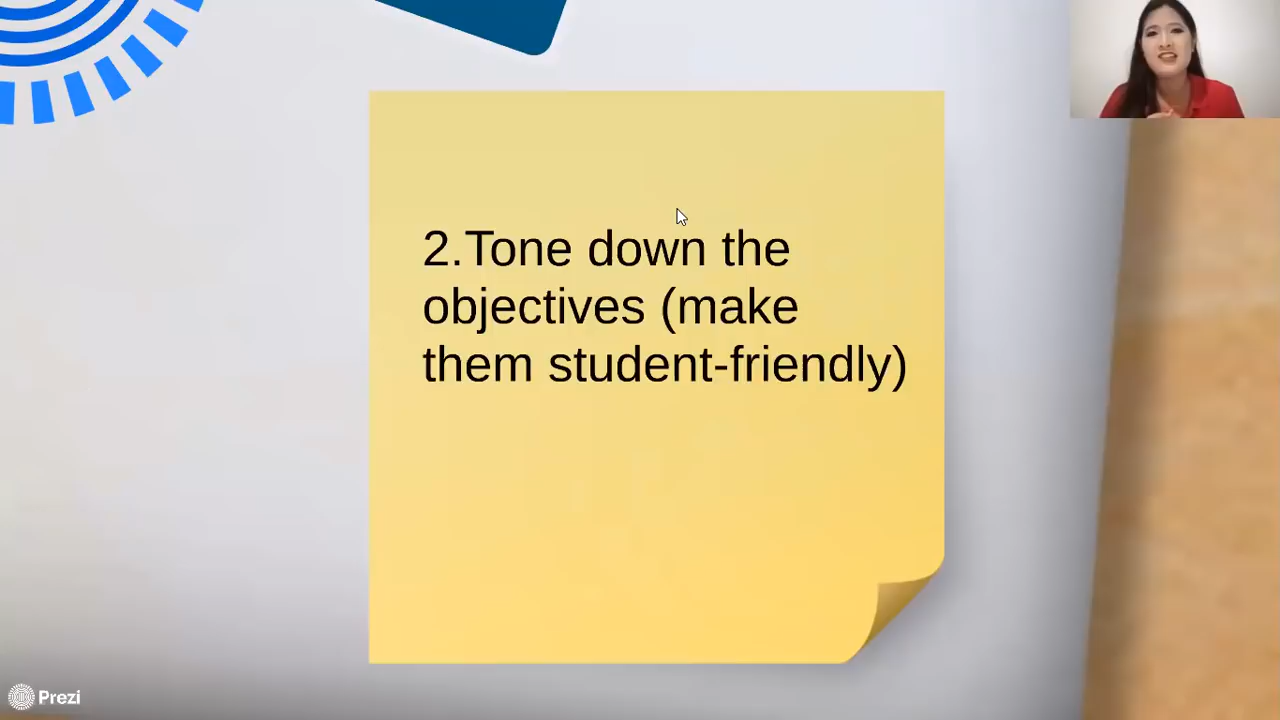 2.Tone down the
objectives (make
them student-friendly)
Prezi